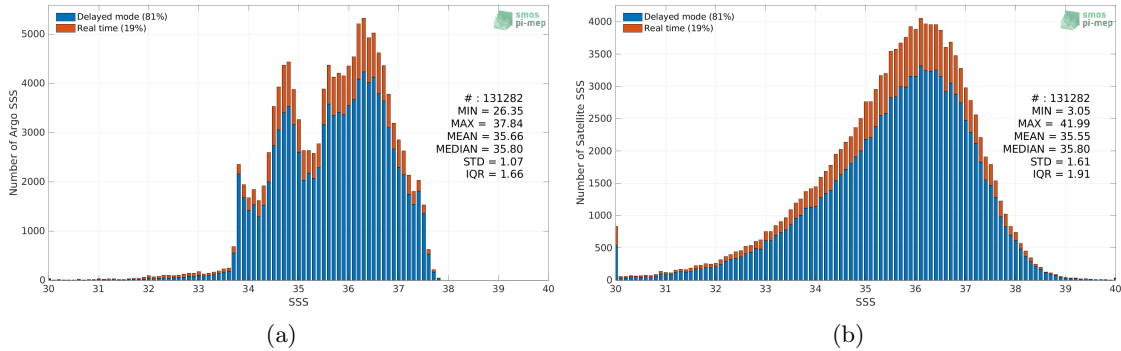 Delayed mode (81%)
Real time (19%)
smos
pi-mep
5000
4000
3000
2000
1000
0
Number of Argo SSS
# : 131282
MIN = 26.35
MAX = 37.84
MEAN = 35.66
MEDIAN = 35.80
STD = 1.07
IQR = 1.66
30 31 32 33 34 35 36 37 38 39 40
SSS
(a)
Delayed mode (81%)
Real time (19%)
smos
pi-mep
4000
3500
3000
2500
2000
1500
1000
500
0
Number of Satellite SSS
# : 131282
MIN = 3.05
MAX = 41.99
MEAN = 35.55
MEDIAN = 35.80
STD = 1.61
IQR = 1.91
30 31 32 33 34 35 36 37 38 39 40
SSS
(b)